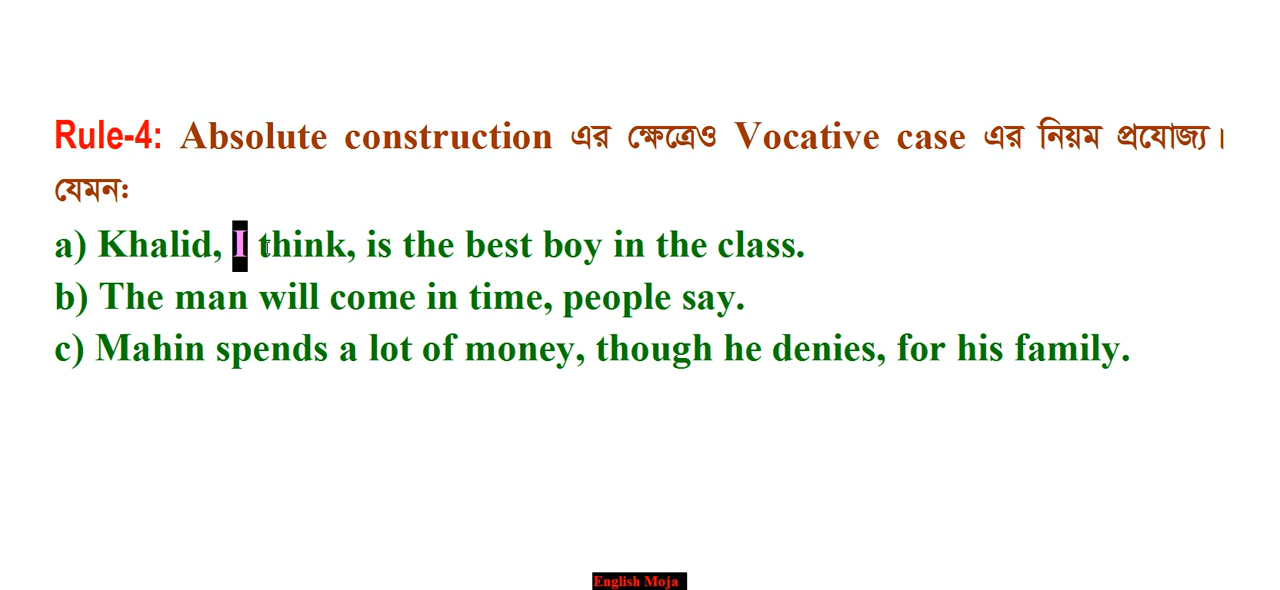 Rule-4: Absolute construction এর ক্ষেত্রেও Vocative case এর নিয়ম প্রযোজ্য।
যেমন:
a) Khalid, I think, is the best boy in the class.
b) The man will come in time, people say.
c) Mahin spends a lot of money, though he denies, for his family.
English Moja